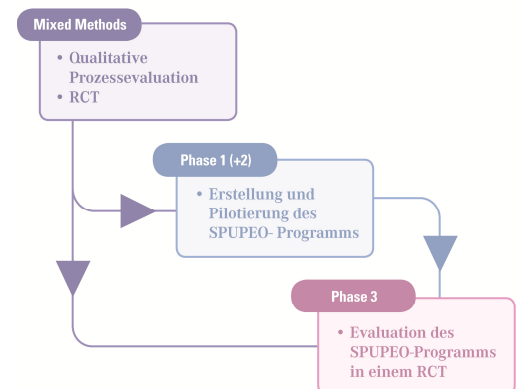 Mixed Methods
• Qualitative
Prozessevaluation
• RCT
Phase 1 (+2)
• Erstellung und
Pilotierung des
SPUPEO- Programms
Phase 3
• Evaluation des
SPUPEO-Programms
in einem RCT